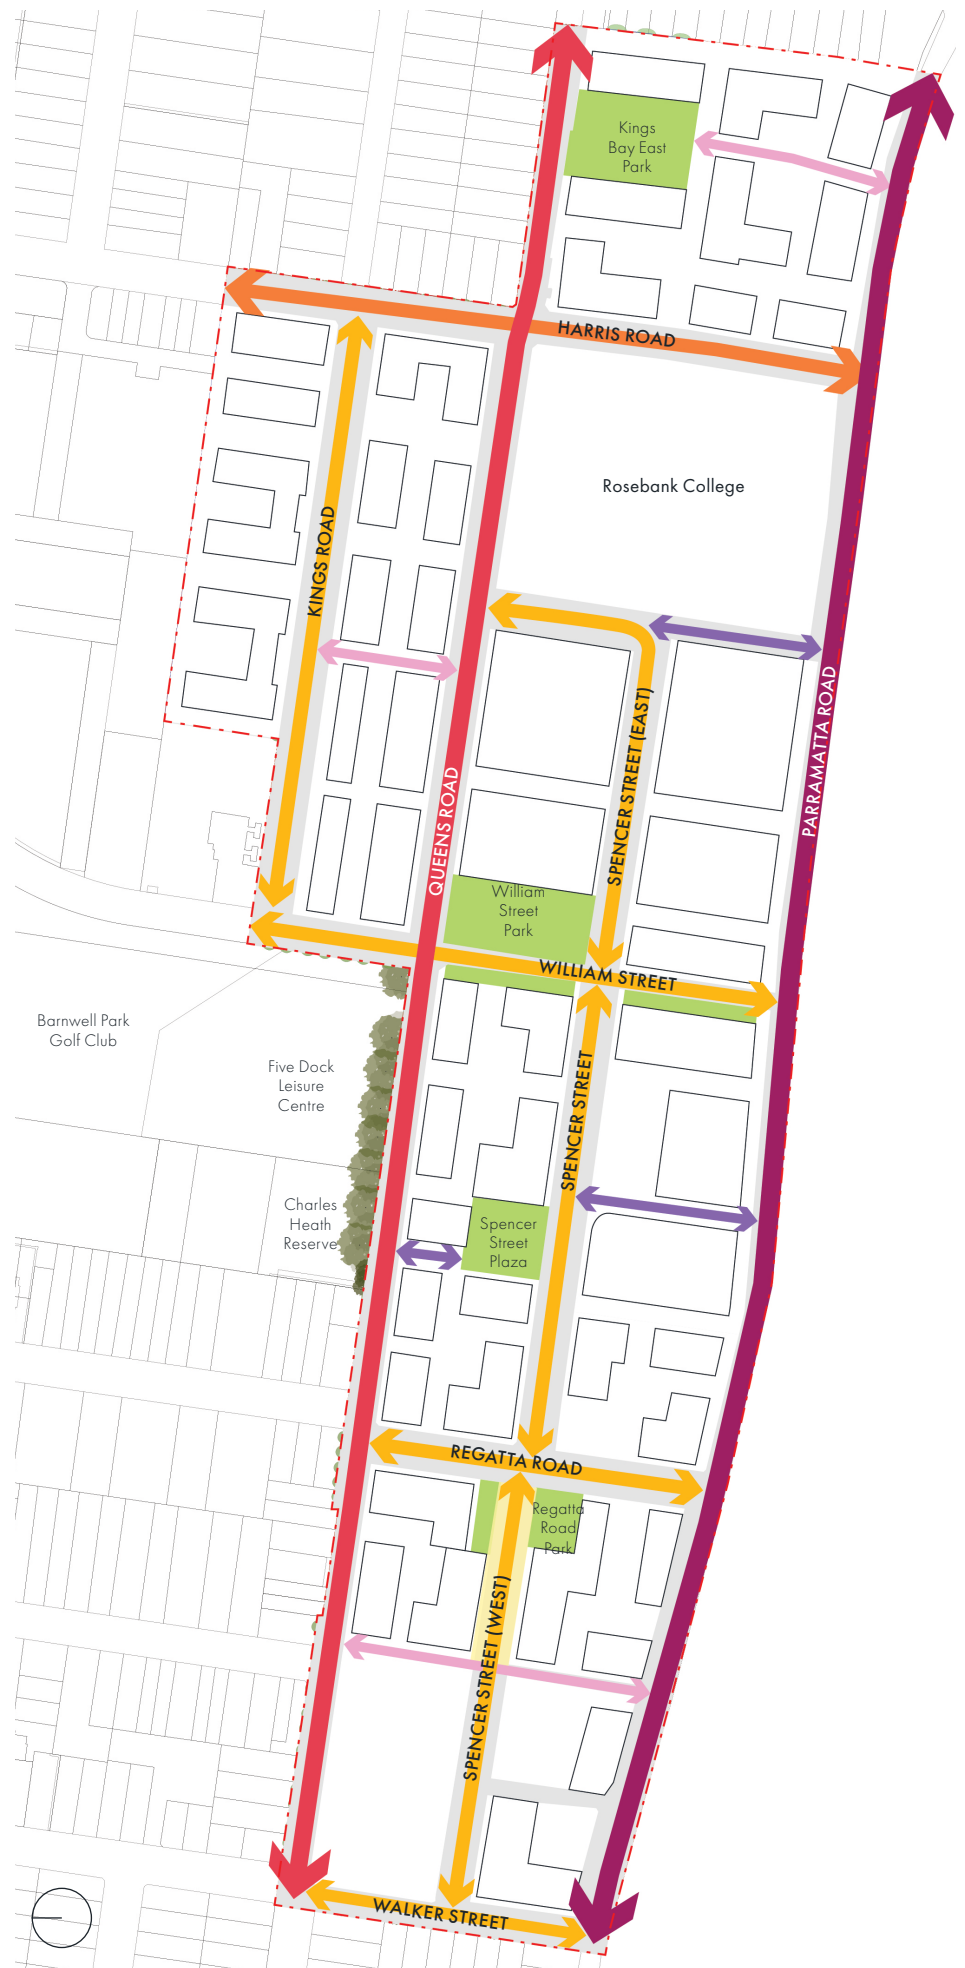 Kings
Bay East
Park
HARRIS ROAD
Rosebank College
KINGS ROAD
PARRAMATTA ROAD
SPENCER STREET (EAST)
QUEENS ROAD
William
Street
Park
WILLIAM STREET
Barnwell Park
Golf Club
Five Dock
Leisure
Centre
SPENCER STREET
Charles
Heath
Reserve
Spencer
Street
Plaza
REGATTA ROAD
Regatta
Road
Park
SPENCER STREET (WEST)
WALKER STREET